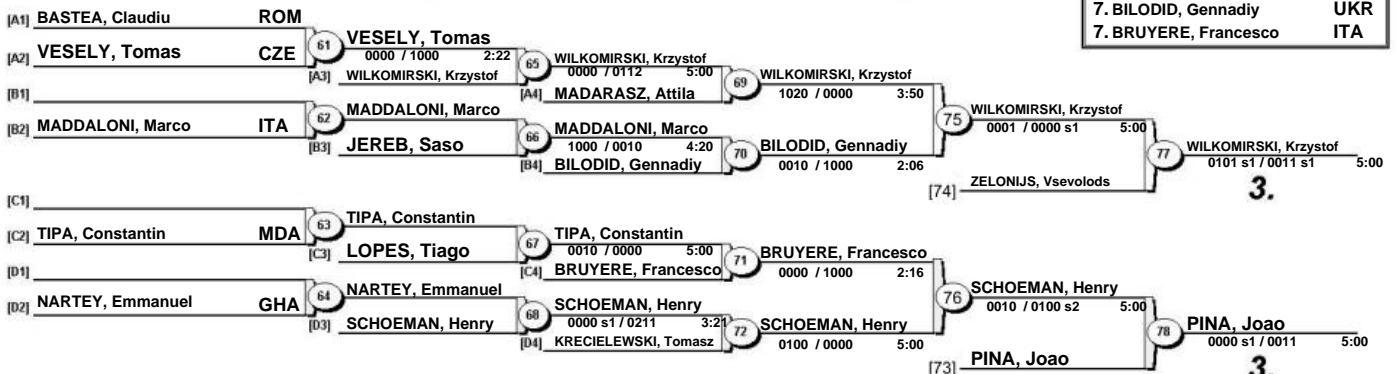 7. BILODID, Gennadiy UKR
7. BRUYERE, Francesco ITA
[A1] BASTEA, Claudiu ROM
[A2] VESELY, Tomas CZE
61
VESELY, Tomas
0000 / 1000 2:22
[A3] WILKOMIRSKI, Krzystof
65
WILKOMIRSKI, Krzystof
0000 / 0112 5:00
[A4] MADARASZ, Attila
69
WILKOMIRSKI, Krzystof
1020 / 0000 3:50
[B1]
[B2] MADDALONI, Marco ITA
62
MADDALONI, Marco
[B3] JEREB, Saso
66
MADDALONI, Marco
1000 / 0010 4:20
[B4] BILODID, Gennadiy
70
BILODID, Gennadiy
0010 / 1000 2:06
75
WILKOMIRSKI, Krzystof
0001 / 0000 s1 5:00
[74] ZELONIJS, Vsevolods
77
WILKOMIRSKI, Krzystof
0101 s1 / 0011 s1 5:00
3.
[C1]
[C2] TIPA, Constantin MDA
63
TIPA, Constantin
[C3] LOPES, Tiago
67
TIPA, Constantin
0010 / 0000 5:00
[C4] BRUYERE, Francesco
71
BRUYERE, Francesco
0000 / 1000 2:16
[D1]
[D2] NARTEY, Emmanuel GHA
64
NARTEY, Emmanuel
[D3] SCHOEMAN, Henry
68
SCHOEMAN, Henry
0000 s1 / 0211 3:21
[D4] KRECIELEWSKI, Tomasz
72
SCHOEMAN, Henry
0100 / 0000 5:00
76
SCHOEMAN, Henry
0010 / 0100 s2 5:00
[73] PINA, Joao
78
PINA, Joao
0000 s1 / 0011 5:00
3.